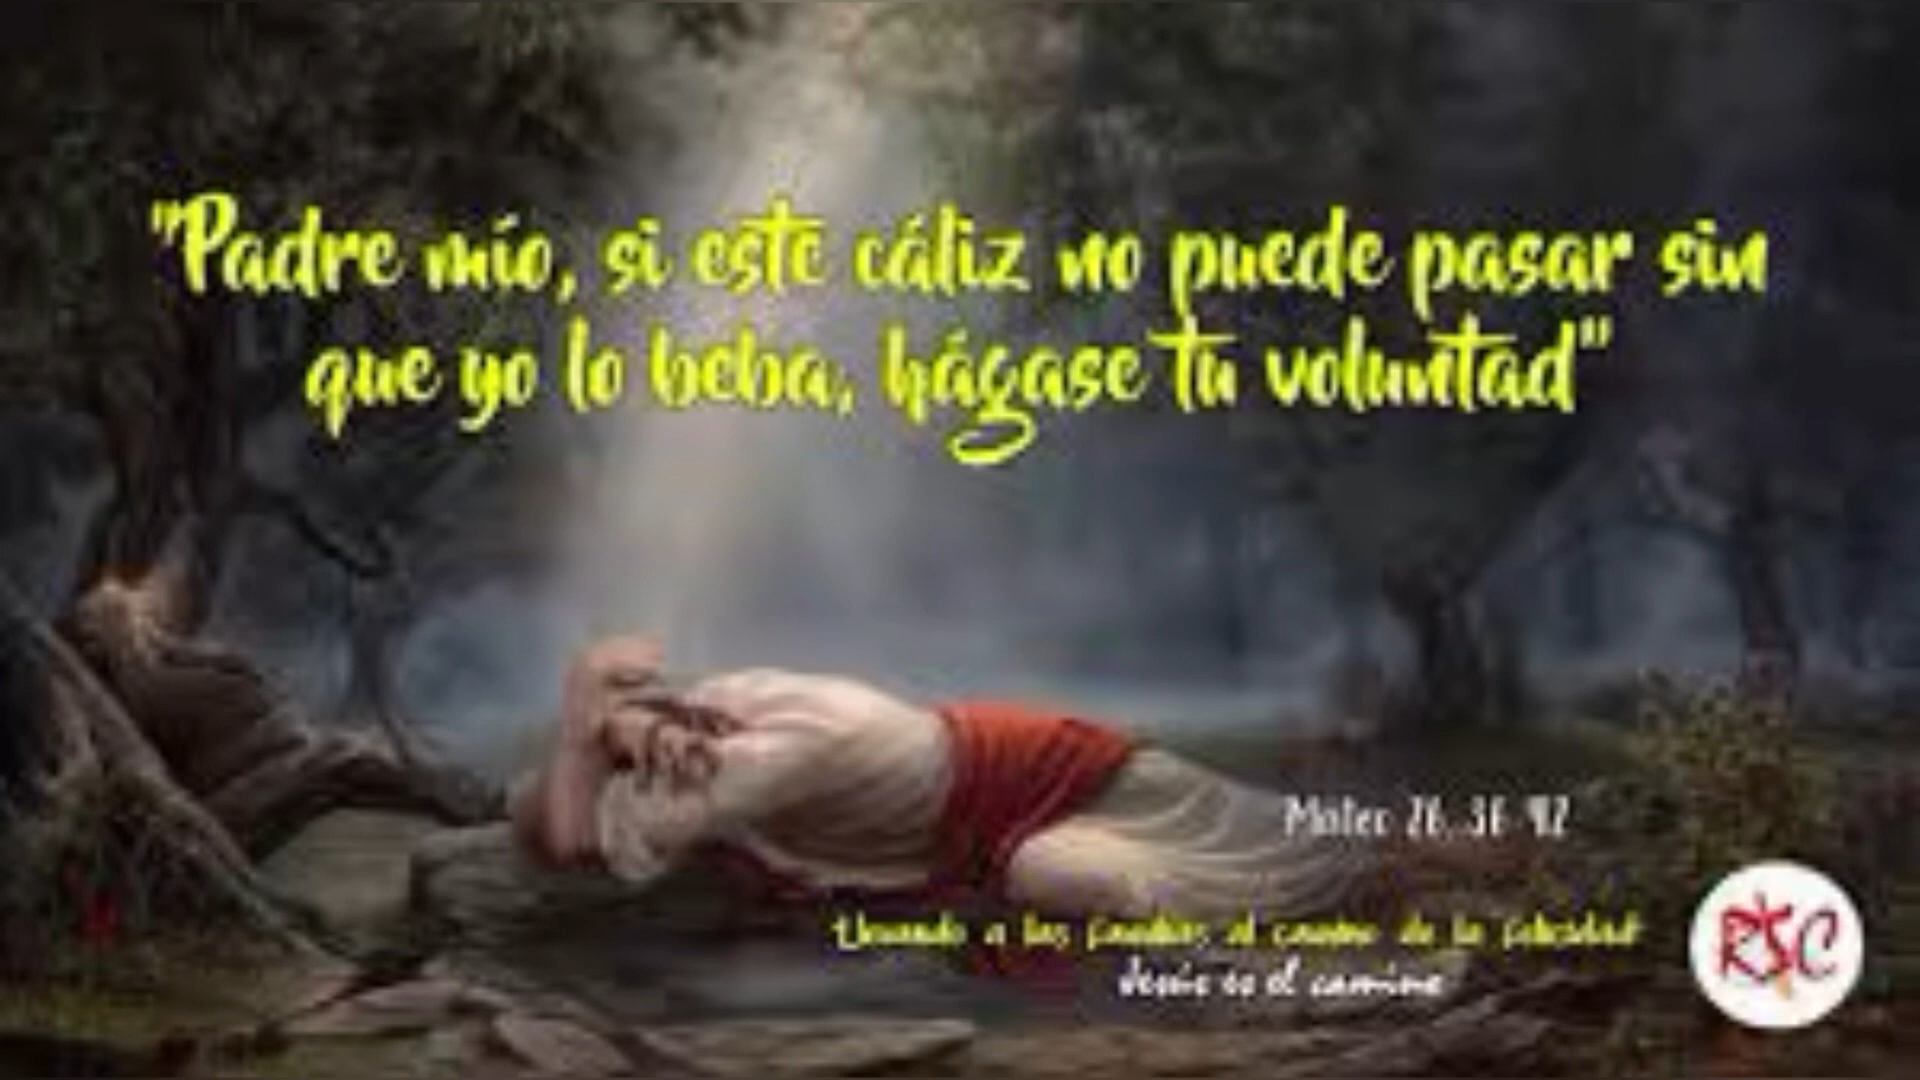 "Padre mío, si este cáliz no puede pasar sin
que yo lo beba, hágase tu voluntad"
Mateo 26, 36-42
Llevando a las familias al camino de la felicidad
Jesús es el camino
RSC